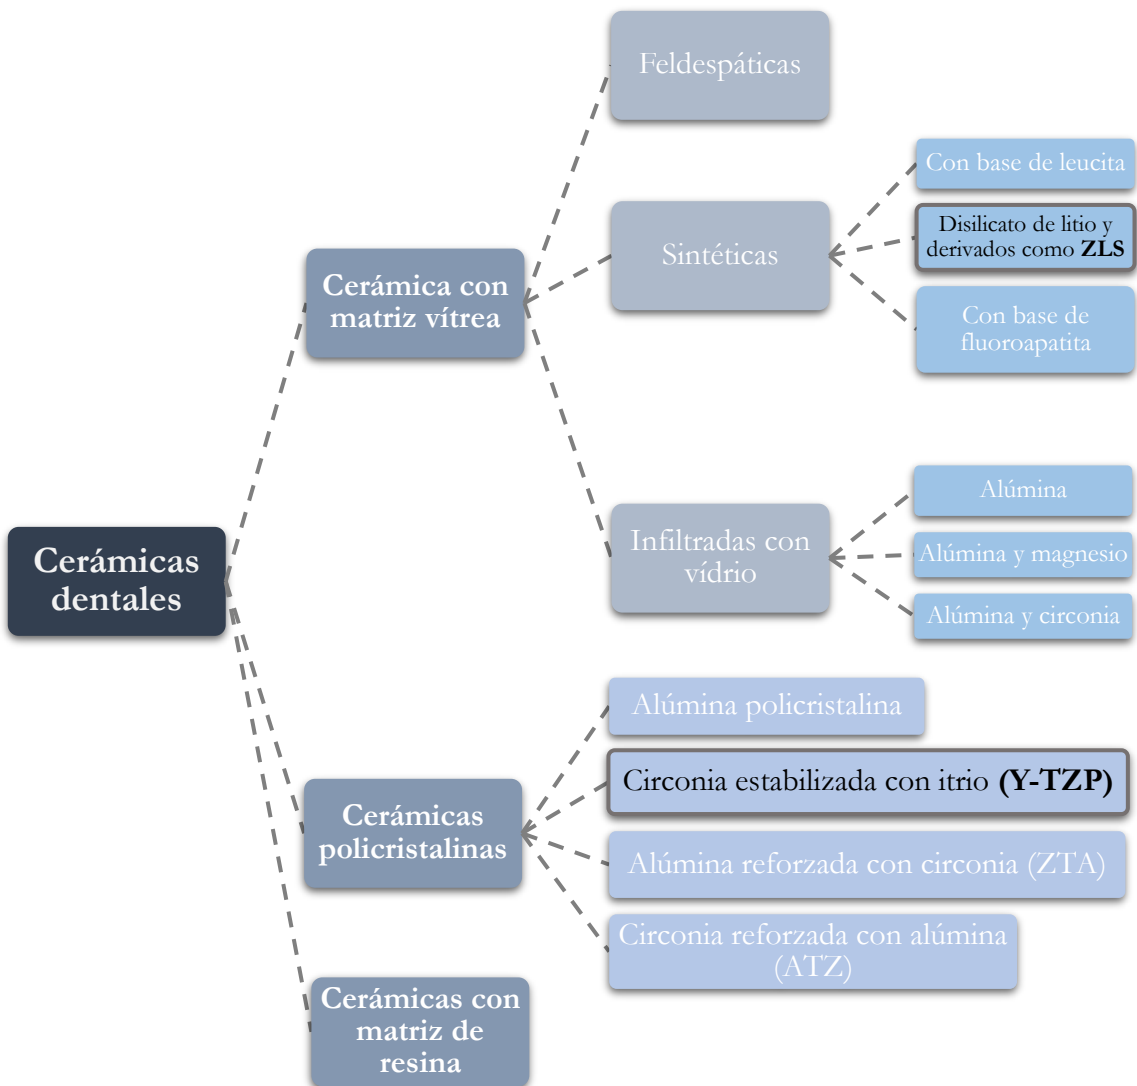 Cerámicas
dentales
Cerámica con
matriz vítrea
Feldespáticas
Sintéticas
Con base de leucita
Disilicato de litio y
derivados como ZLS
Con base de
fluoroapatita
Infiltradas con
vídrio
Alúmina
Alúmina y magnesio
Alúmina y circonia
Cerámicas
policristalinas
Alúmina policristalina
Circonia estabilizada con itrio (Y-TZP)
Alúmina reforzada con circonia (ZTA)
Circonia reforzada con alúmina
(ATZ)
Cerámicas con
matriz de
resina